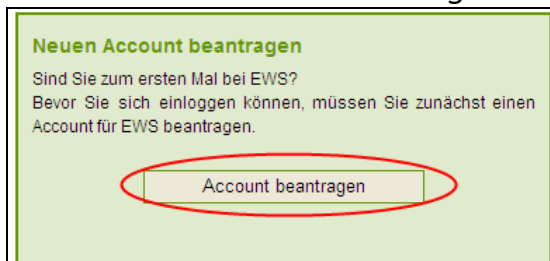 Neuen Account beantragen
Sind Sie zum ersten Mal bei EWS?
Bevor Sie sich einloggen können, müssen Sie zunächst einen
Account für EWS beantragen.
Account beantragen